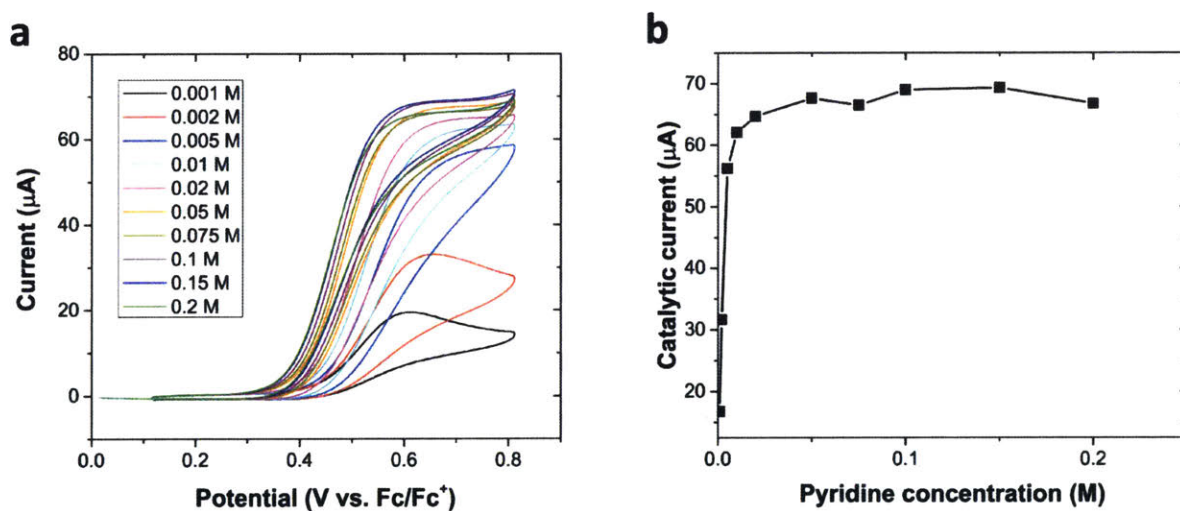 a
80
60
40
20
0
Current (µA)
0.001 M
0.002 M
0.005 M
0.01 M
0.02 M
0.05 M
0.075 M
0.1 M
0.15 M
0.2 M
0.0 0.2 0.4 0.6 0.8
Potential (V vs. Fc/Fc⁺)
b
70
60
50
40
30
20
Catalytic current (µA)
0.0 0.1 0.2
Pyridine concentration (M)